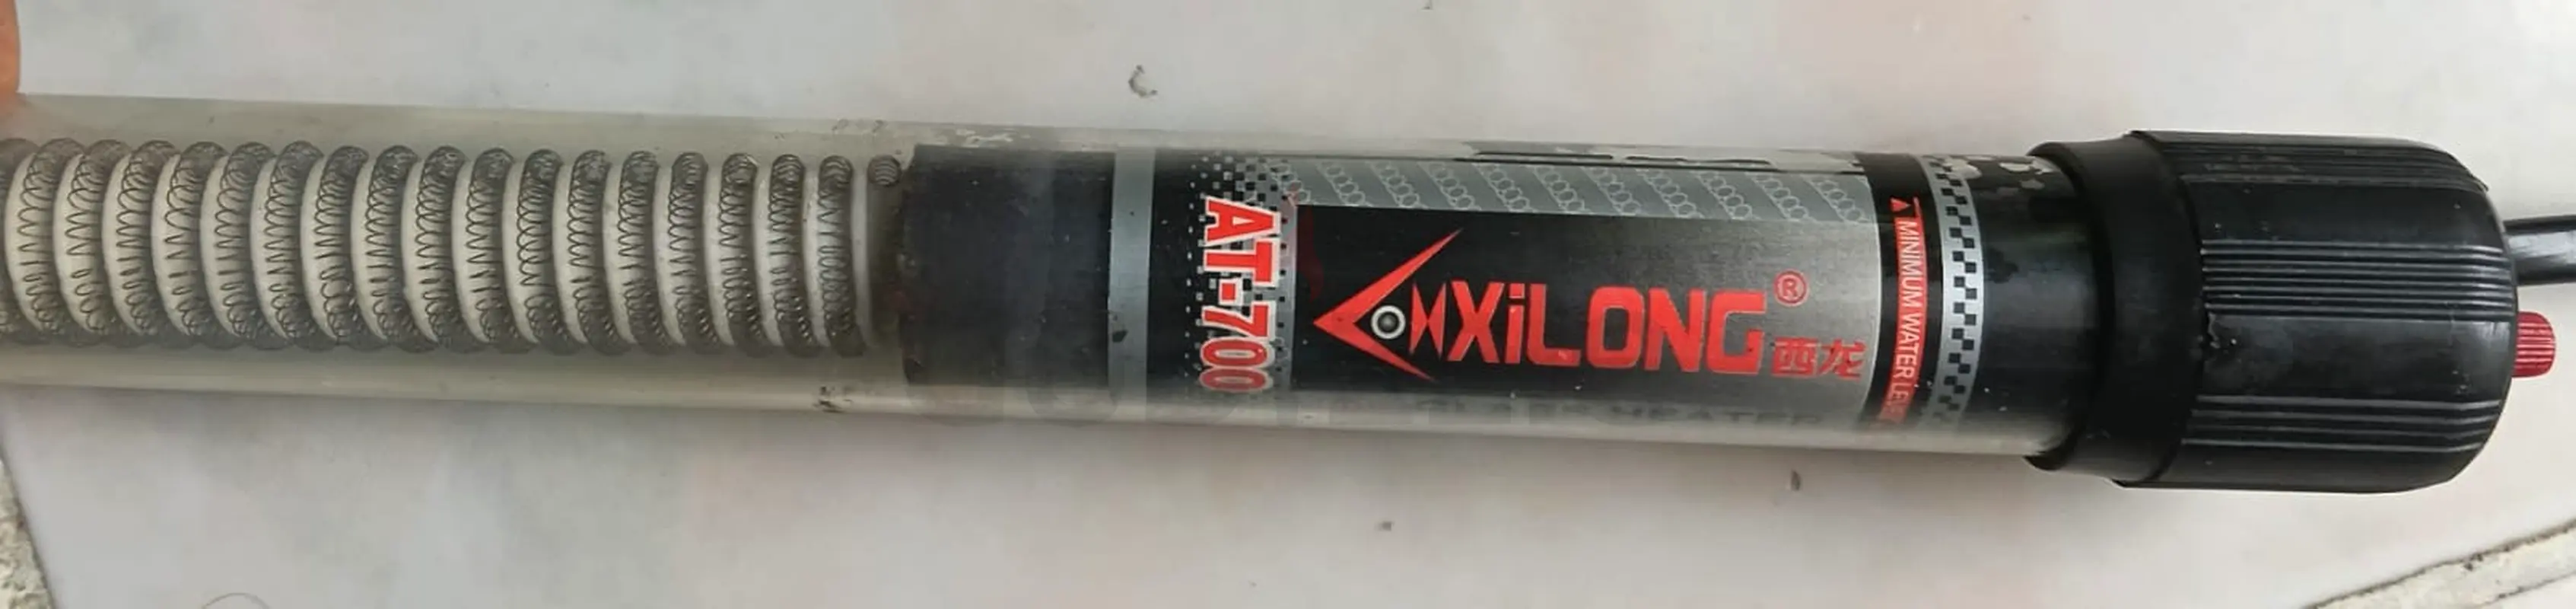 AT-700
XiLONG®
西龙
MINIMUM WATER LEVEL